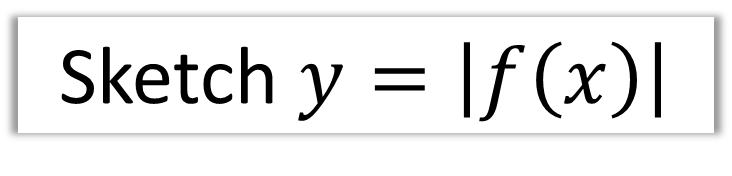 Sketch y = |f(x)|